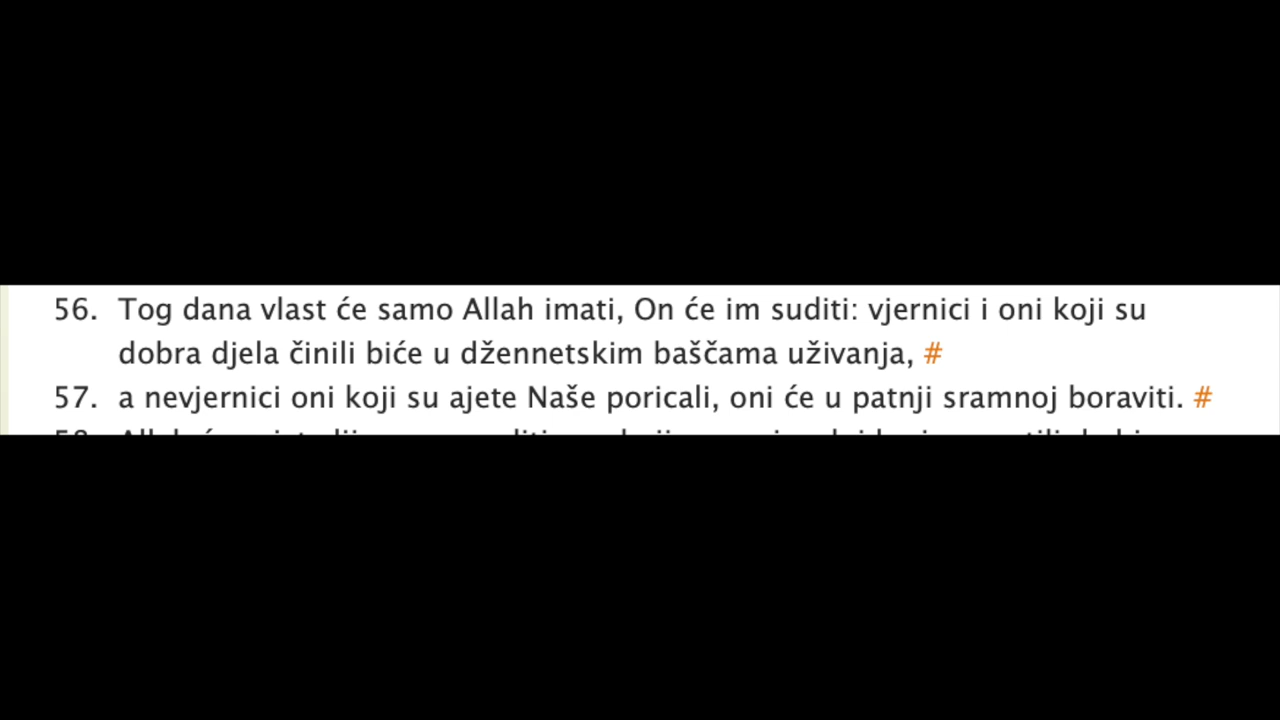 56. Tog dana vlast će samo Allah imati, On će im suditi: vjernici i oni koji su
dobra djela činili biće u džennetskim baščama uživanja, #
57. a nevjernici oni koji su ajete Naše poricali, oni će u patnji sramnoj boraviti. #